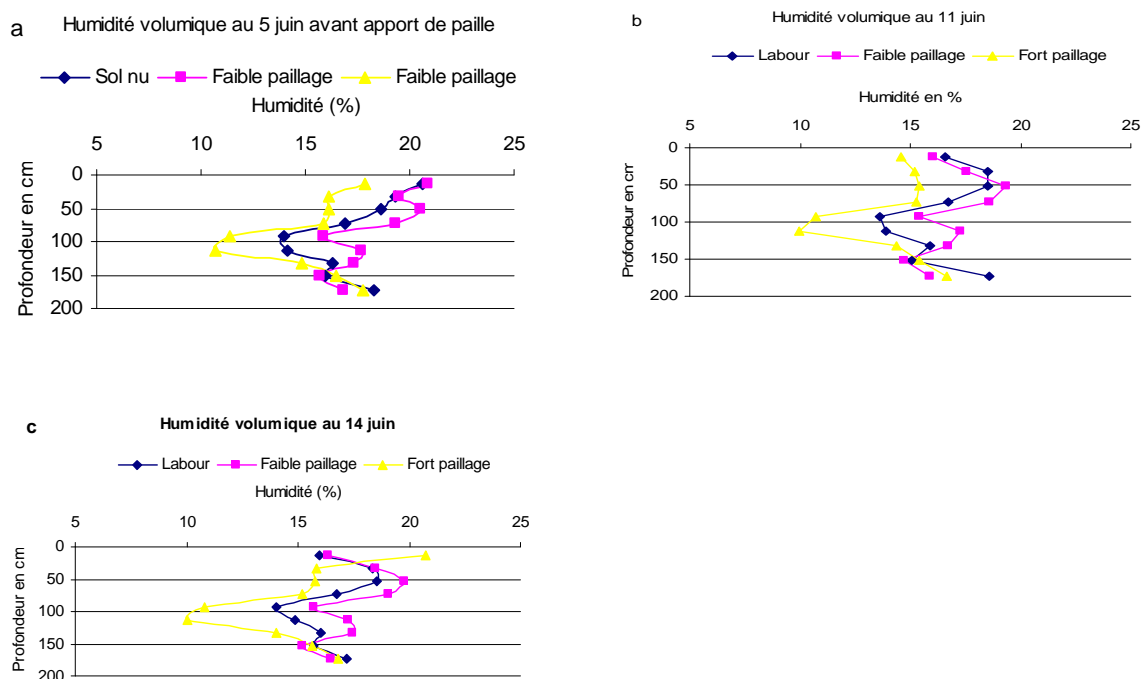 a
Humidité volumique au 5 juin avant apport de paille
Sol nu Faible paillage Faible paillage
Humidité (%)
5 10 15 20 25
Profondeur en cm
0
50
100
150
200
b
Humidité volumique au 11 juin
Labour Faible paillage Fort paillage
Humidité en %
5 10 15 20 25
Profondeur en cm
0
50
100
150
200
c
Humidité volumique au 14 juin
Labour Faible paillage Fort paillage
Humidité (%)
5 10 15 20 25
Profondeur en cm
0
50
100
150
200